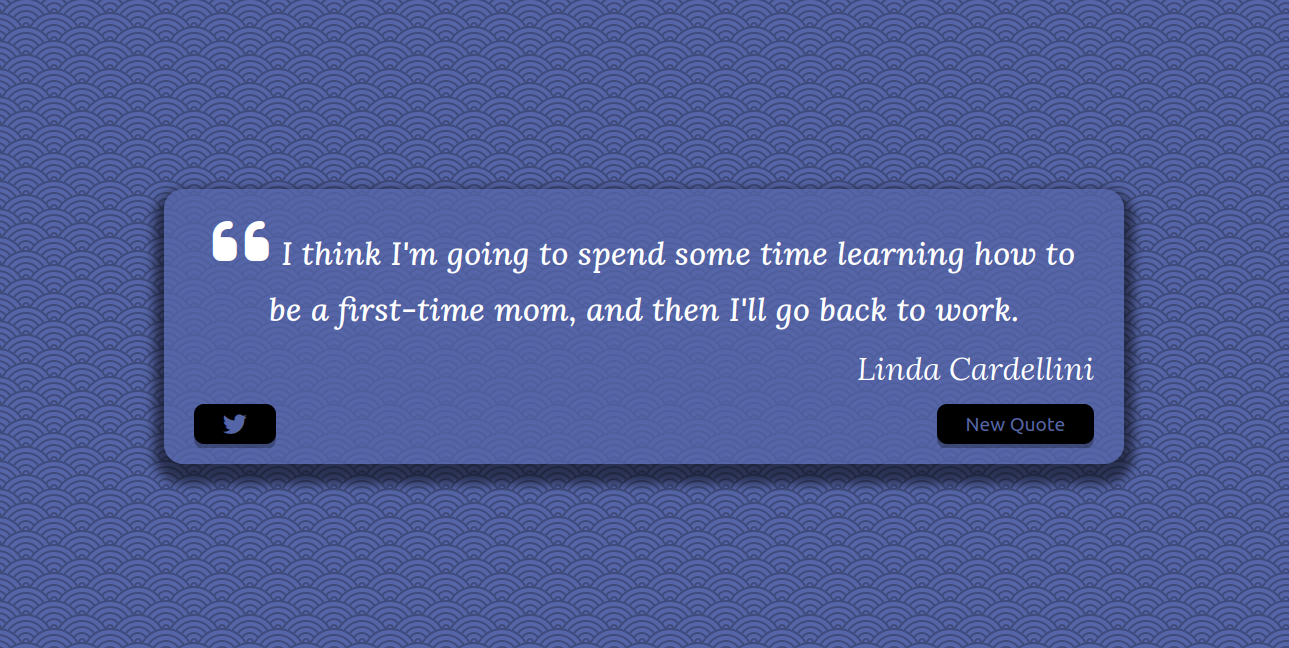 I think I'm going to spend some time learning how to
be a first-time mom, and then I'll go back to work.
Linda Cardellini
New Quote